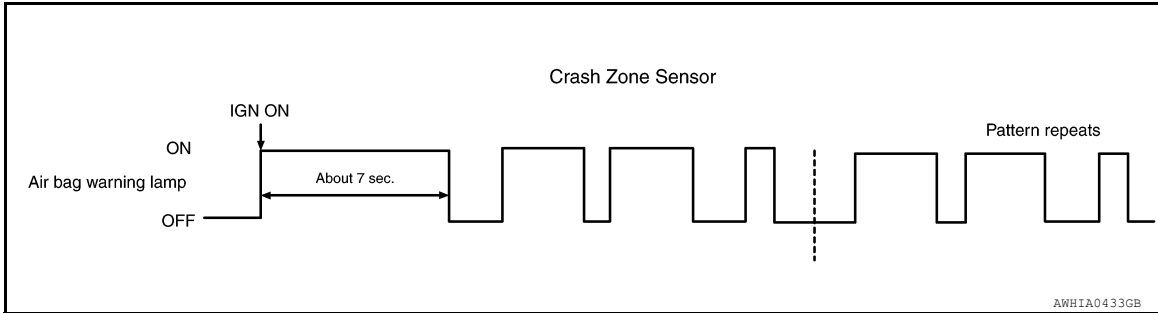 Crash Zone Sensor
IGN ON
Pattern repeats
ON
Air bag warning lamp
About 7 sec.
OFF
AWHIA0433GB